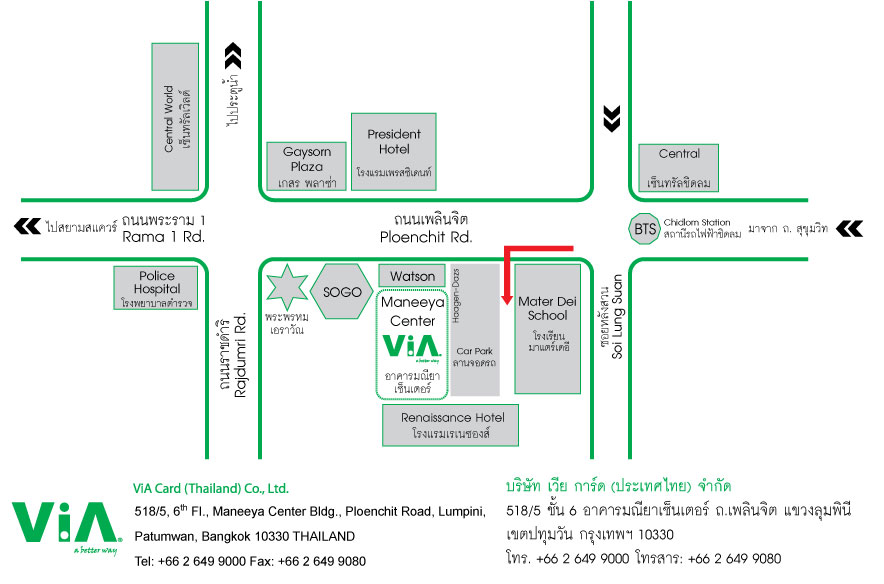 Central World
เซ็นทรัลเวิลด์
ไปประตูน้ำ
Gaysorn
Plaza
เกสร พลาซ่า
President
Hotel
โรงแรมเพรสซิเดนท์
Central
เซ็นทรัลชิดลม
ไปสยามสแควร์
ถนนพระราม 1
Rama 1 Rd.
ถนนเพลินจิต
Ploenchit Rd.
BTS
Chidlom Station
สถานีรถไฟฟ้าชิดลม
มาจาก ถ. สุขุมวิท
Police
Hospital
โรงพยาบาลตำรวจ
ถนนราชดำริ
Rajdumri Rd.
พระพรหม
เอราวัณ
SOGO
Watson
Maneeya
Center
ViA
a better way
อาคารมณียา
เซ็นเตอร์
Haagen-Dazs
Car Park
ลานจอดรถ
Mater Dei
School
โรงเรียน
มาแตร์เดอี
ซอยหลังสวน
Soi Lung Suan
Renaissance Hotel
โรงแรมเรเนซองส์
ViA
a better way
ViA Card (Thailand) Co., Ltd.
518/5, 6th Fl., Maneeya Center Bldg., Ploenchit Road, Lumpini,
Patumwan, Bangkok 10330 THAILAND
Tel: +66 2 649 9000 Fax: +66 2 649 9080
บริษัท เวีย การ์ด (ประเทศไทย) จำกัด
518/5 ชั้น 6 อาคารมณียาเซ็นเตอร์ ถ.เพลินจิต แขวงลุมพินี
เขตปทุมวัน กรุงเทพฯ 10330
โทร. +66 2 649 9000 โทรสาร: +66 2 649 9080